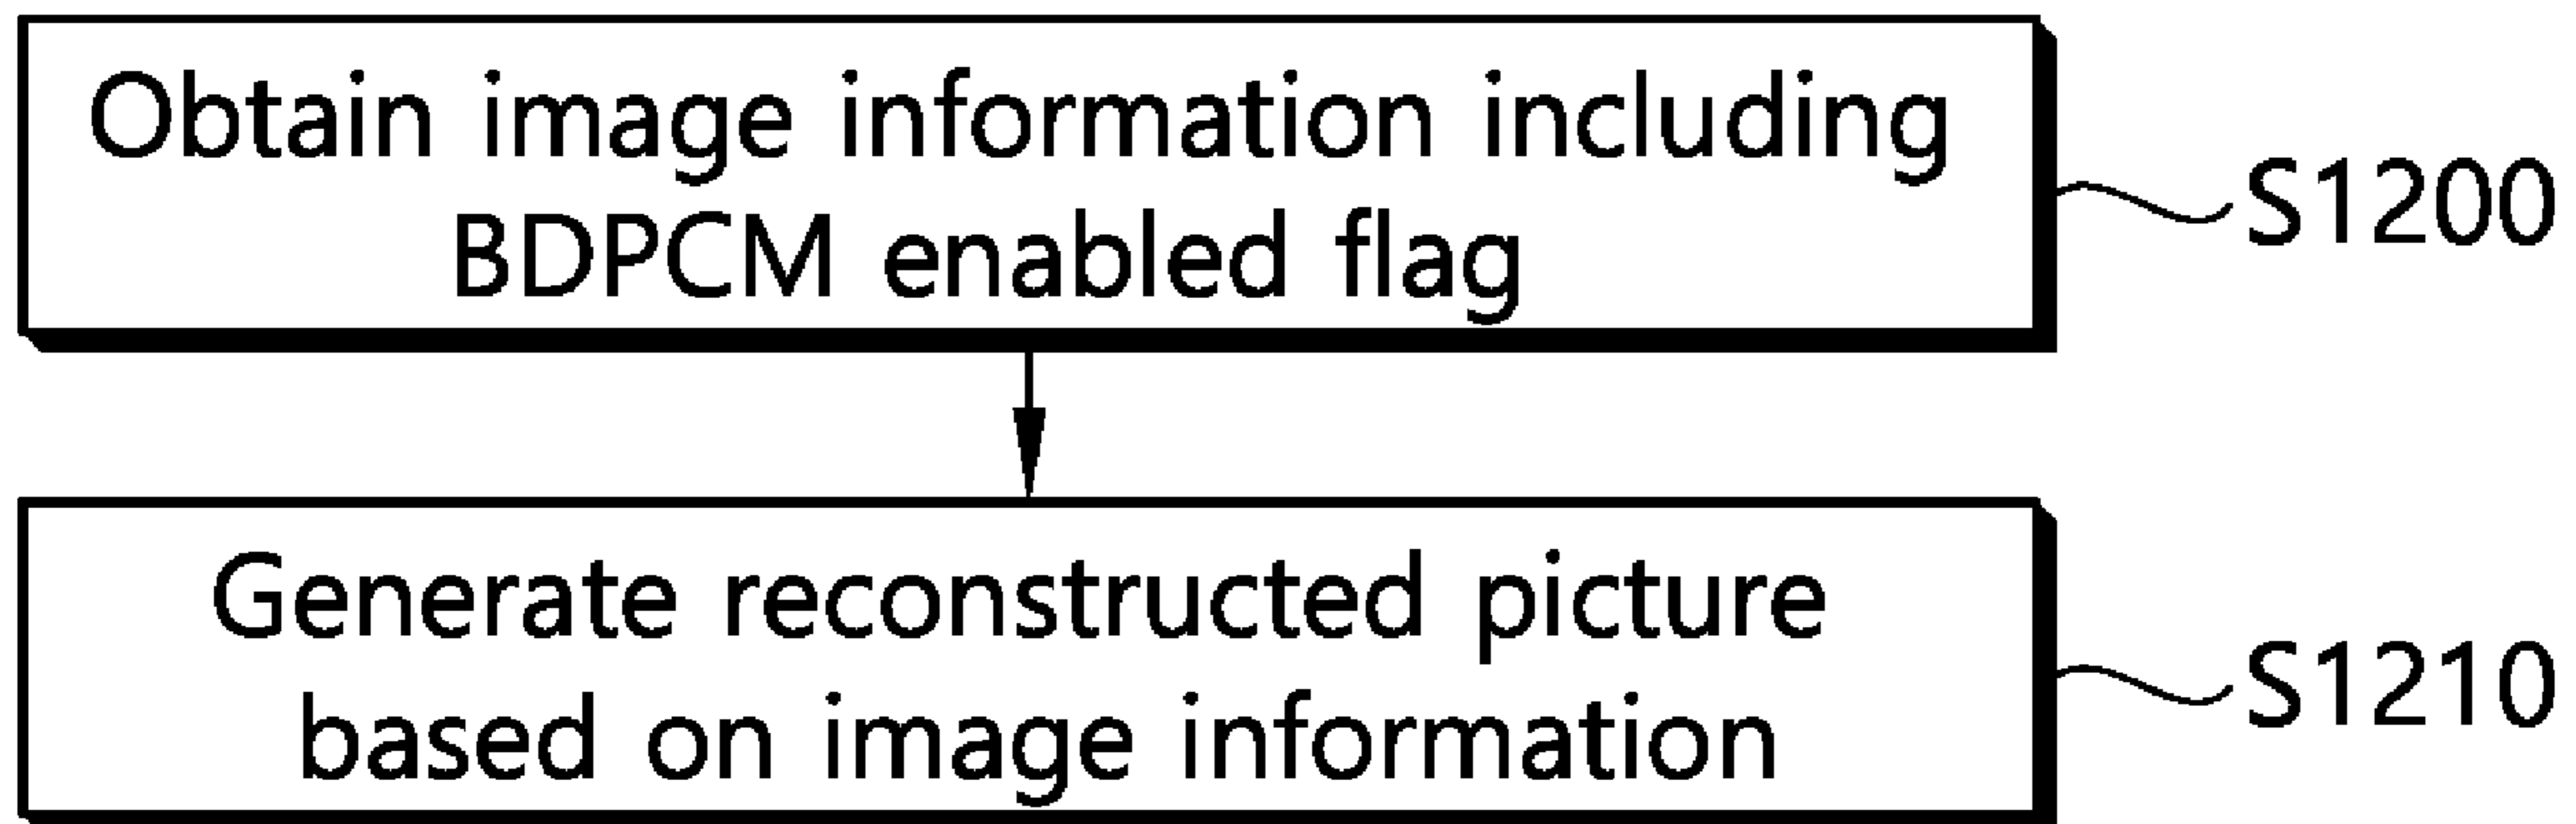 Obtain image information including
BDPCM enabled flag
S1200
Generate reconstructed picture
based on image information
S1210